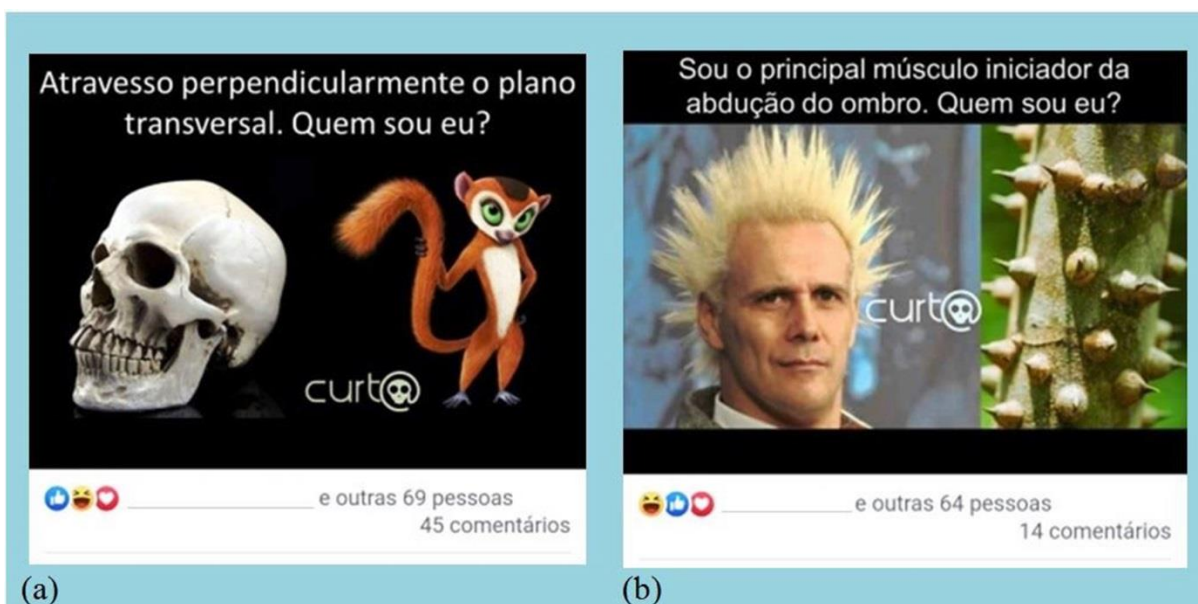 Atravesso perpendicularmente o plano
transversal. Quem sou eu?
curt@
e outras 69 pessoas
45 comentários
(a)
Sou o principal músculo iniciador da
abdução do ombro. Quem sou eu?
curt@
e outras 64 pessoas
14 comentários
(b)